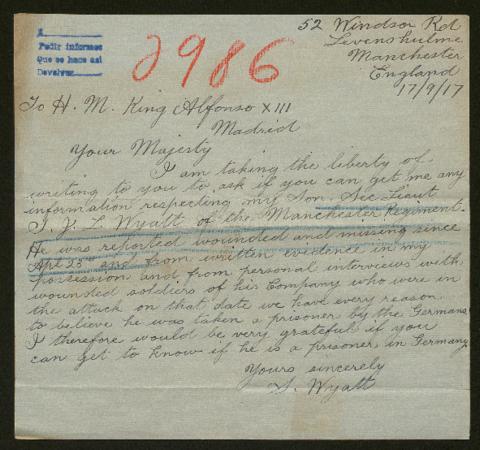 Pedir informes
Que se hace asi
Devolver
2986
52 Windsor Rd
Levenshulme
Manchester
England
17/9/17
To H. M. King Alfonso XIII
Madrid
Your Majesty
I am taking the liberty of
writing to you to ask if you can get me any
information respecting my Son Sec-Lieut
T. J. L. Wyatt of the Manchester Regiment.
He was reported wounded and missing since
Apl 23rd and from written evidence in my
possession and from personal interviews with
wounded soldiers of his Company who were in
the attack on that date we have every reason
to believe he was taken a prisoner by the Germans
I therefore would be very grateful if you
can get to know if he is a prisoner in Germany
Yours sincerely
S. Wyatt